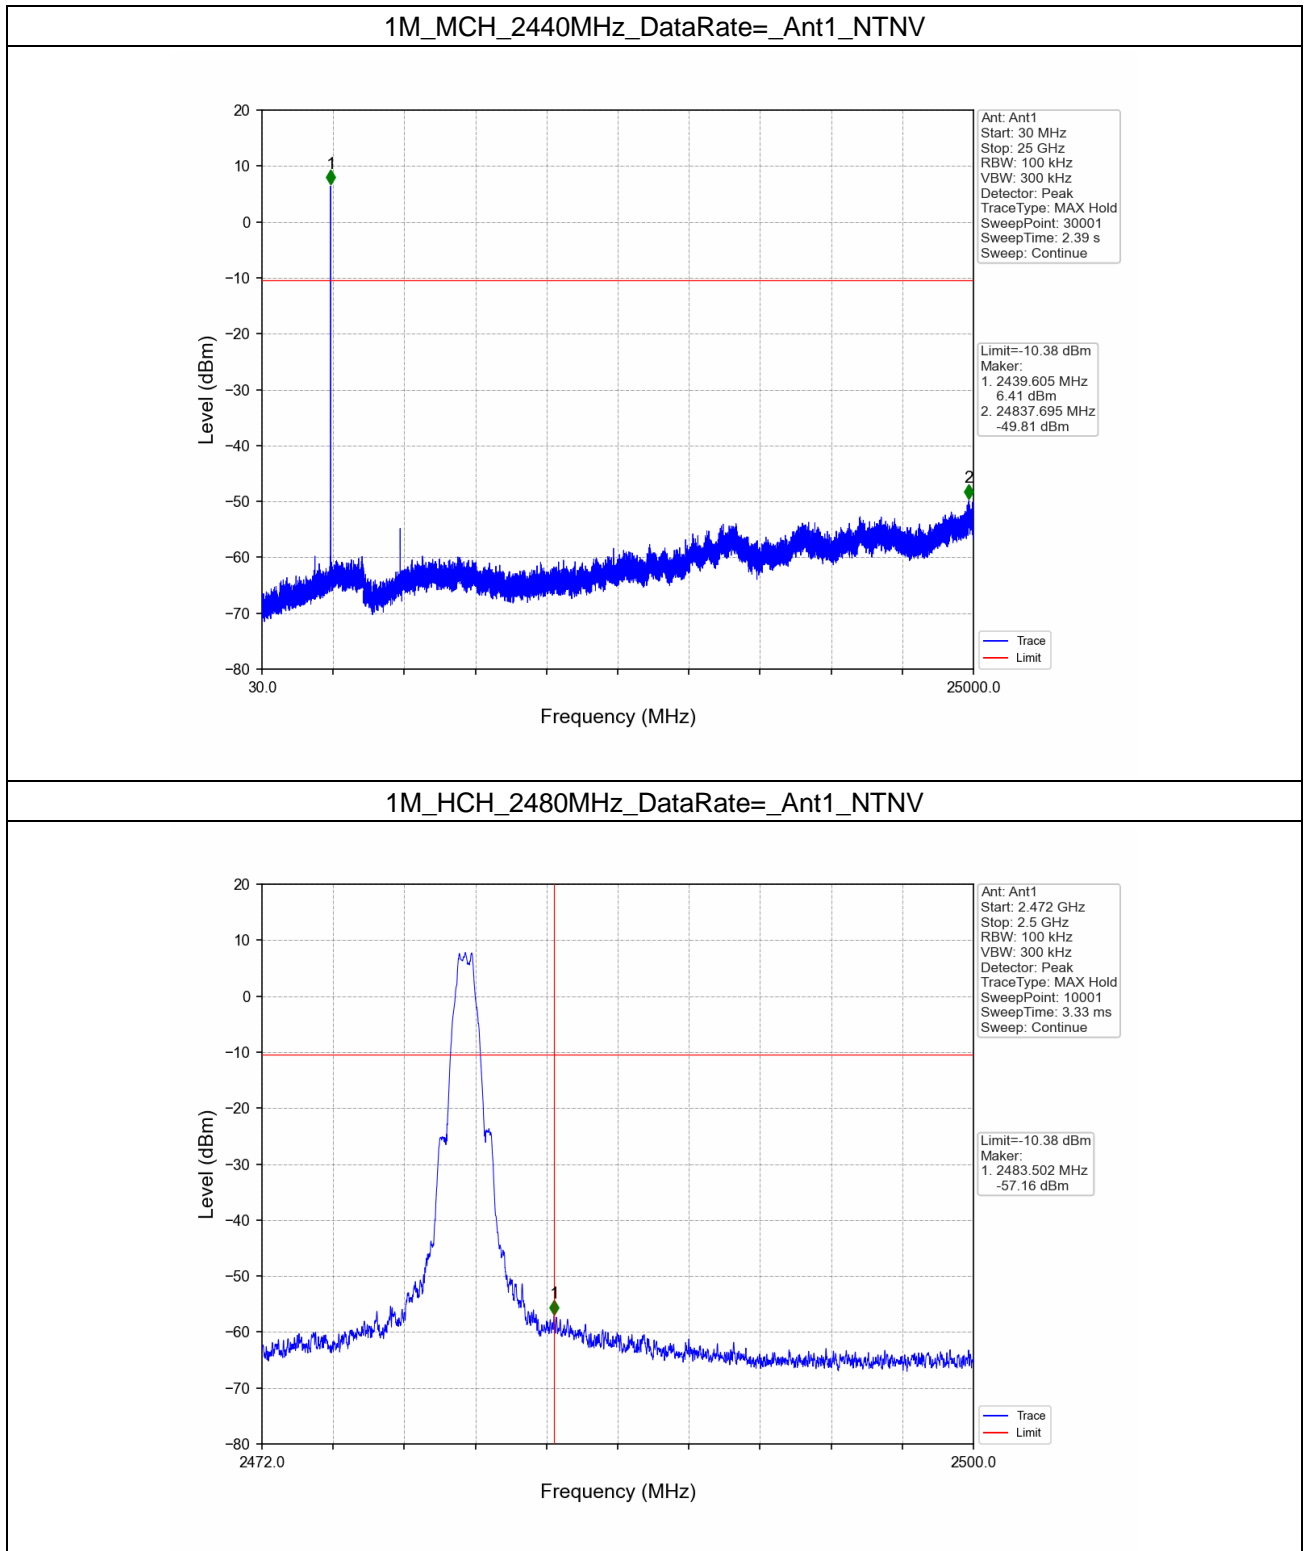 1M_MCH_2440MHz_DataRate=_Ant1_NTNV
20
10
0
−10
−20
−30
−40
−50
−60
−70
−80
Level (dBm)
1
2
30.0
25000.0
Frequency (MHz)
Ant: Ant1
Start: 30 MHz
Stop: 25 GHz
RBW: 100 kHz
VBW: 300 kHz
Detector: Peak
TraceType: MAX Hold
SweepPoint: 30001
SweepTime: 2.39 s
Sweep: Continue
Limit=-10.38 dBm
Maker:
1. 2439.605 MHz
6.41 dBm
2. 24837.695 MHz
-49.81 dBm
Trace
Limit
1M_HCH_2480MHz_DataRate=_Ant1_NTNV
20
10
0
−10
−20
−30
−40
−50
−60
−70
−80
Level (dBm)
1
2472.0
2500.0
Frequency (MHz)
Ant: Ant1
Start: 2.472 GHz
Stop: 2.5 GHz
RBW: 100 kHz
VBW: 300 kHz
Detector: Peak
TraceType: MAX Hold
SweepPoint: 10001
SweepTime: 3.33 ms
Sweep: Continue
Limit=-10.38 dBm
Maker:
1. 2483.502 MHz
-57.16 dBm
Trace
Limit